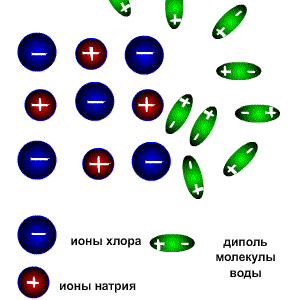 ионы хлора
ионы натрия
диполь
молекулы
воды